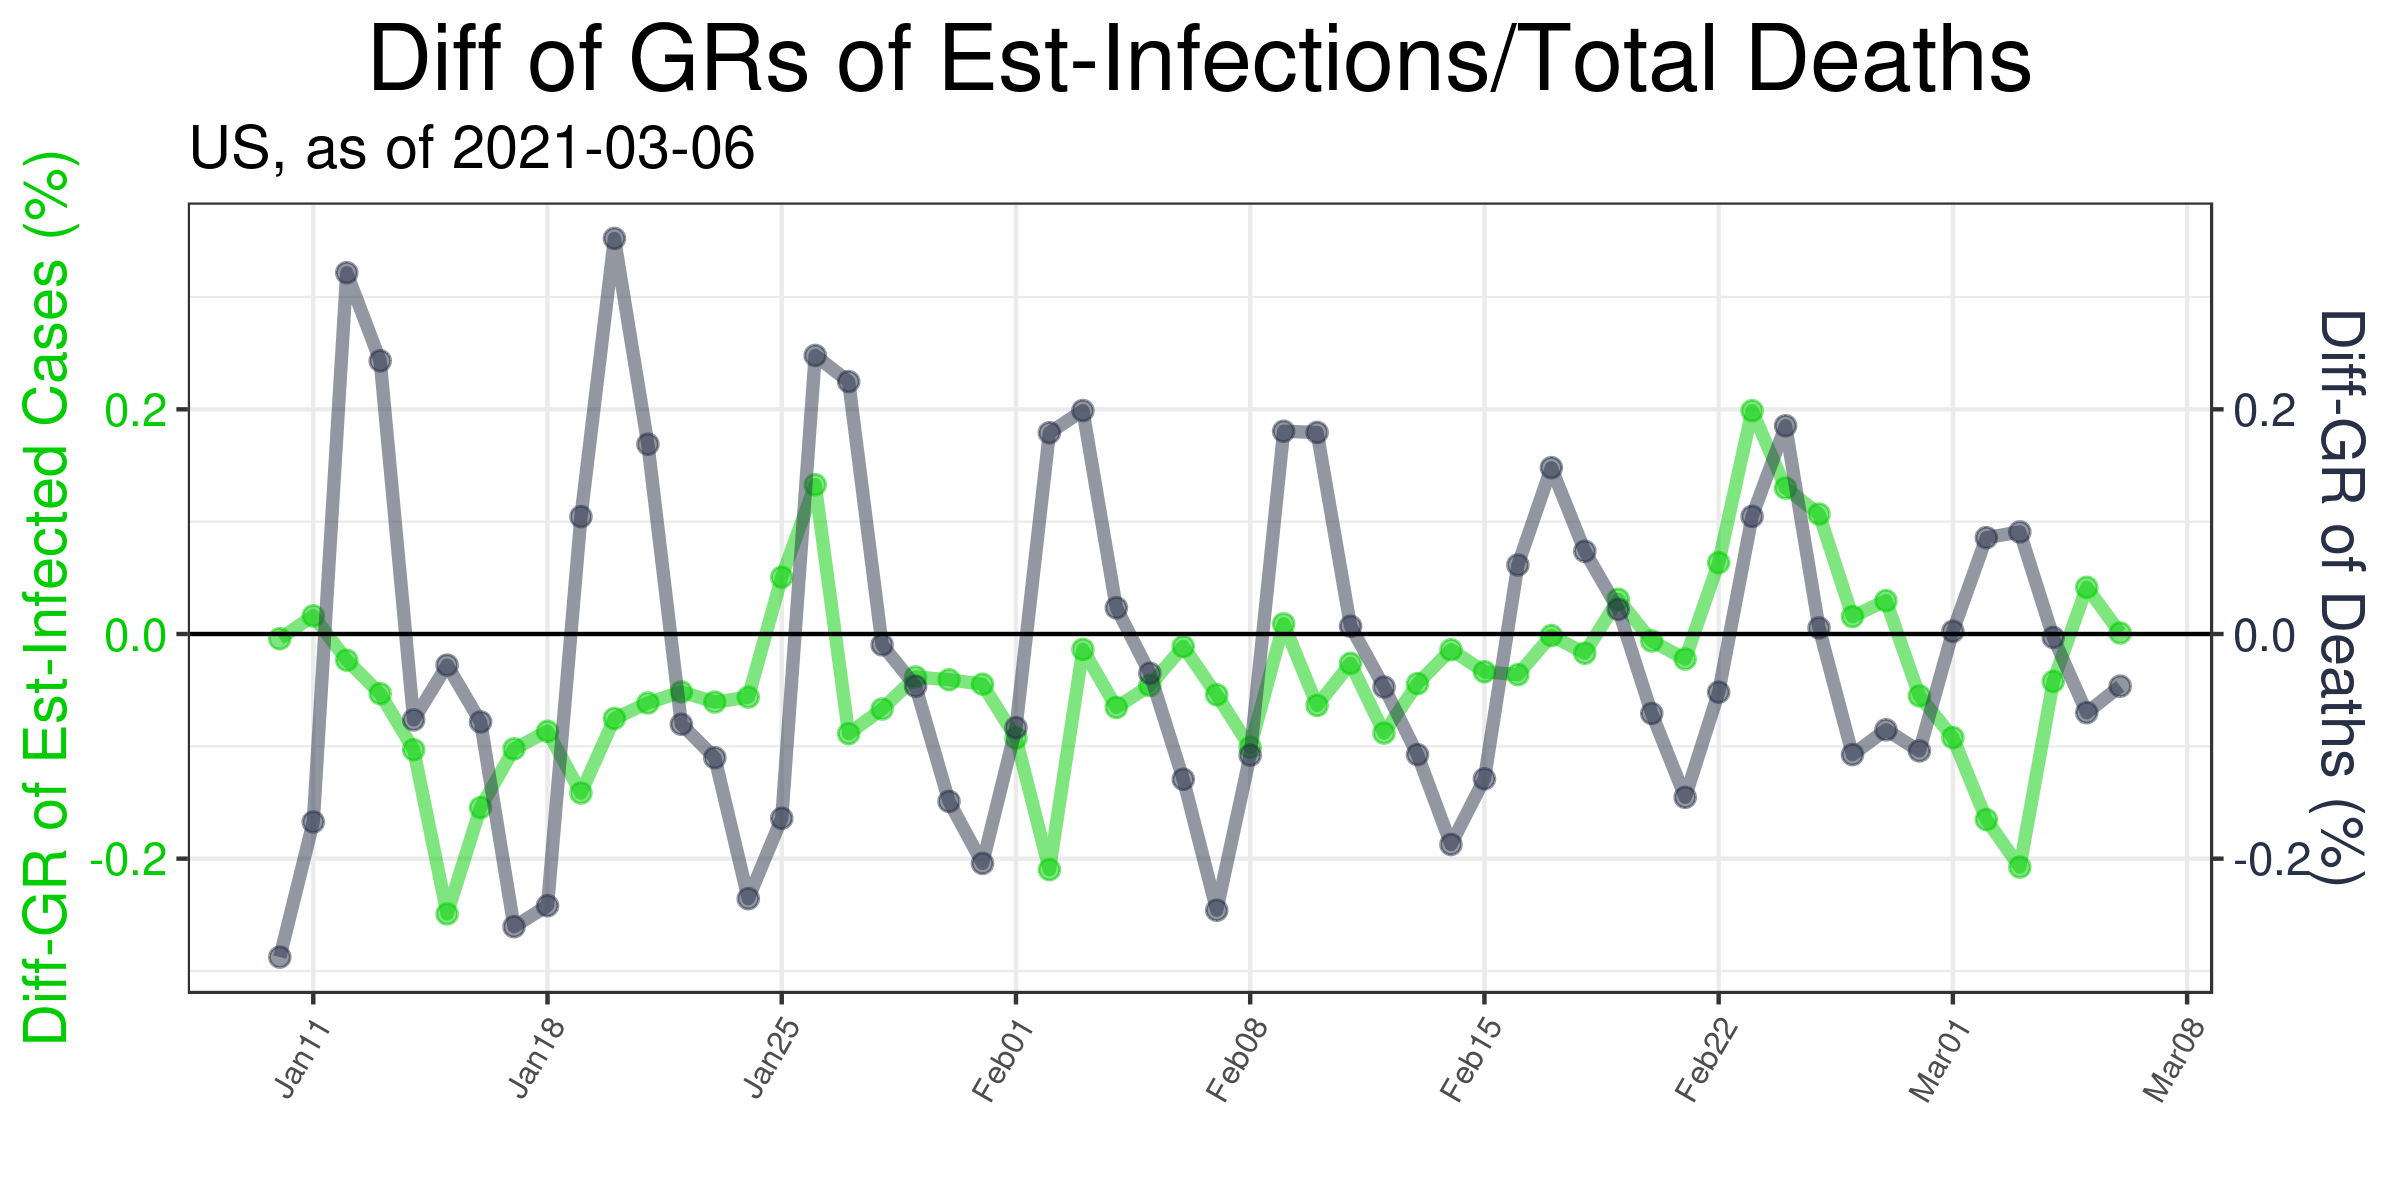 Diff of GRs of Est-Infections/Total Deaths
US, as of 2021-03-06
Diff-GR of Est-Infected Cases (%)
0.2
0.0
-0.2
0.2
0.0
-0.2
Diff-GR of Deaths (%)
Jan11
Jan18
Jan25
Feb01
Feb08
Feb15
Feb22
Mar01
Mar08